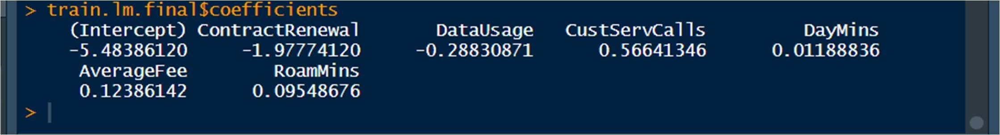 > train.lm.final$coefficients
(Intercept) ContractRenewal DataUsage CustServCalls DayMins
-5.48386120 -1.97774120 -0.28830871 0.56641346 0.01188836
AverageFee RoamMins
0.12386142 0.09548676
>